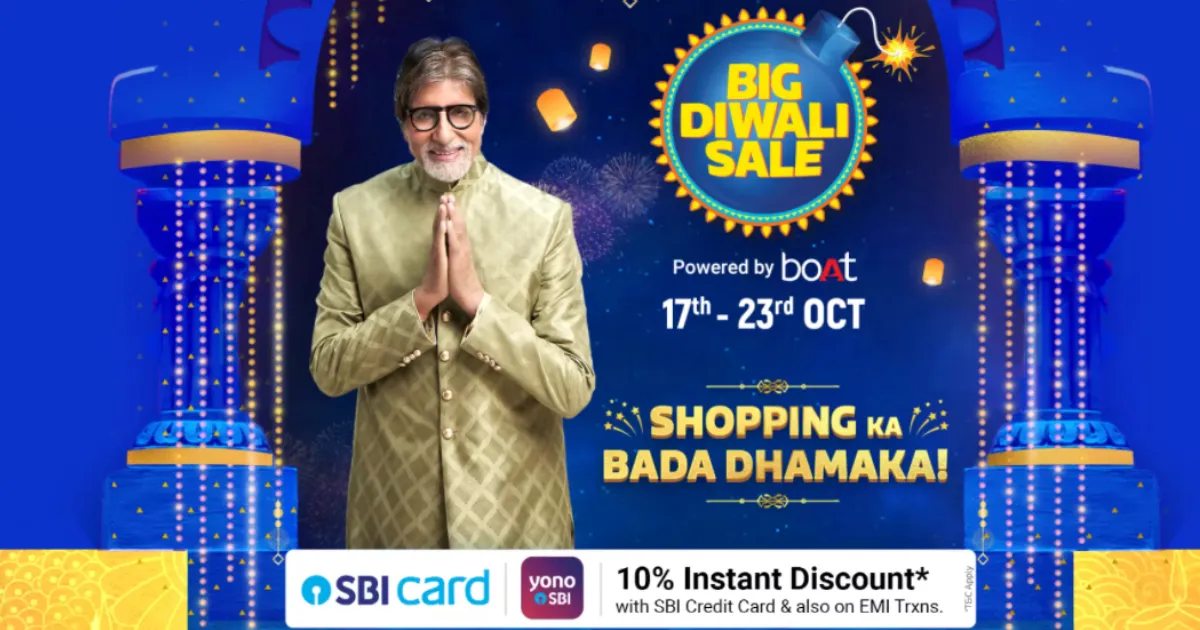 BIG
DIWALI
SALE
Powered by boAt
17th - 23rd OCT
SHOPPING KA
BADA DHAMAKA!
SBI card
yono
SBI
10% Instant Discount*
with SBI Credit Card & also on EMI Trxns.
*T&C Apply